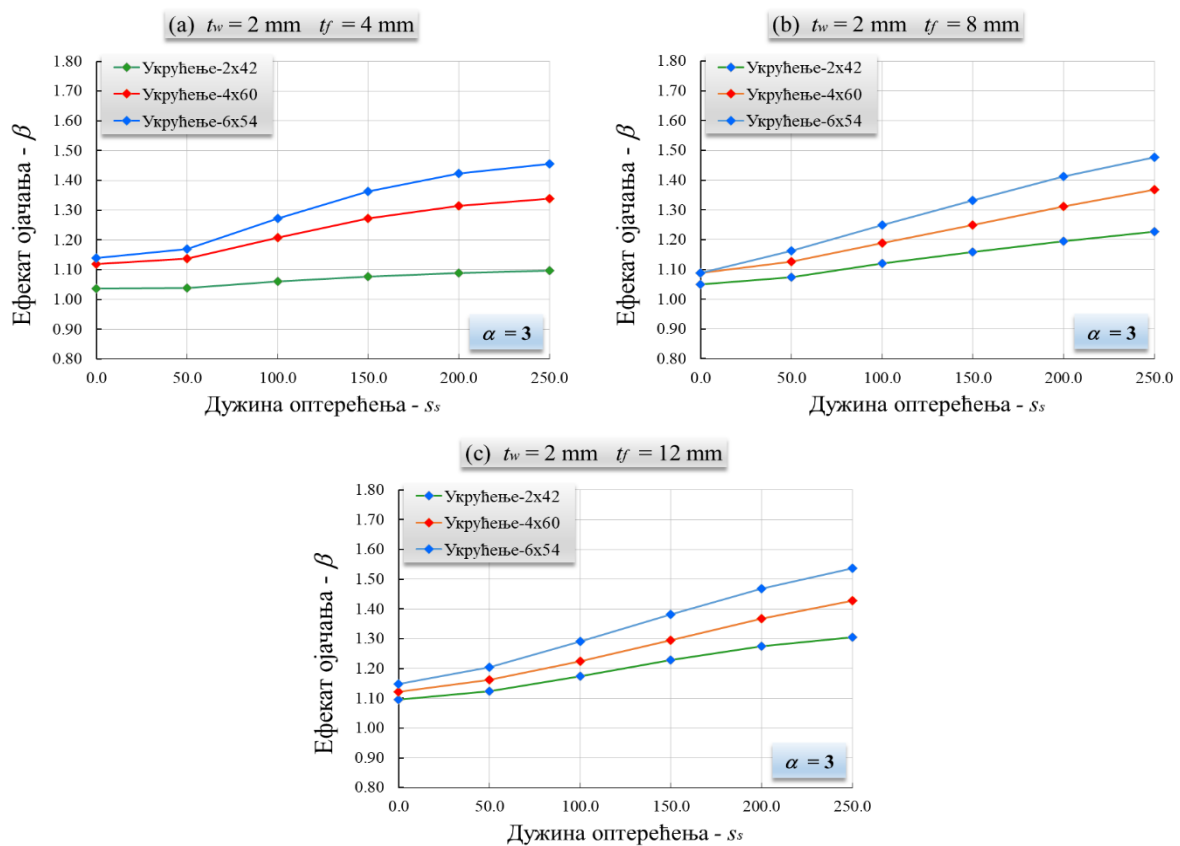 (a) tw = 2 mm tf = 4 mm
1.80
1.70
1.60
1.50
1.40
1.30
1.20
1.10
1.00
0.90
0.80
Укрућење-2x42
Укрућење-4x60
Укрућење-6x54
Ефекат ојачања - β
α = 3
0.0 50.0 100.0 150.0 200.0 250.0
Дужина оптерећења - ss
(b) tw = 2 mm tf = 8 mm
1.80
1.70
1.60
1.50
1.40
1.30
1.20
1.10
1.00
0.90
0.80
Укрућење-2x42
Укрућење-4x60
Укрућење-6x54
Ефекат ојачања - β
α = 3
0.0 50.0 100.0 150.0 200.0 250.0
Дужина оптерећења - ss
(c) tw = 2 mm tf = 12 mm
1.80
1.70
1.60
1.50
1.40
1.30
1.20
1.10
1.00
0.90
0.80
Укрућење-2x42
Укрућење-4x60
Укрућење-6x54
Ефекат ојачања - β
α = 3
0.0 50.0 100.0 150.0 200.0 250.0
Дужина оптерећења - ss